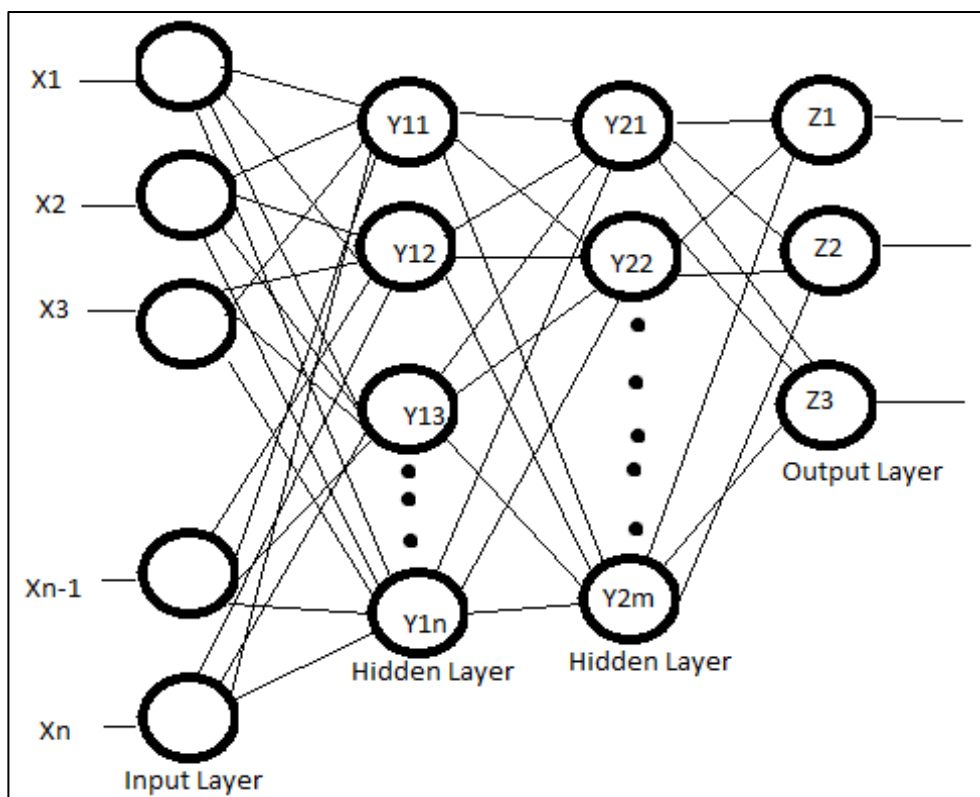 X1
X2
X3
Xn-1
Xn
Input Layer
Y11
Y12
Y13
Y1n
Hidden Layer
Y21
Y22
Y2m
Hidden Layer
Z1
Z2
Z3
Output Layer